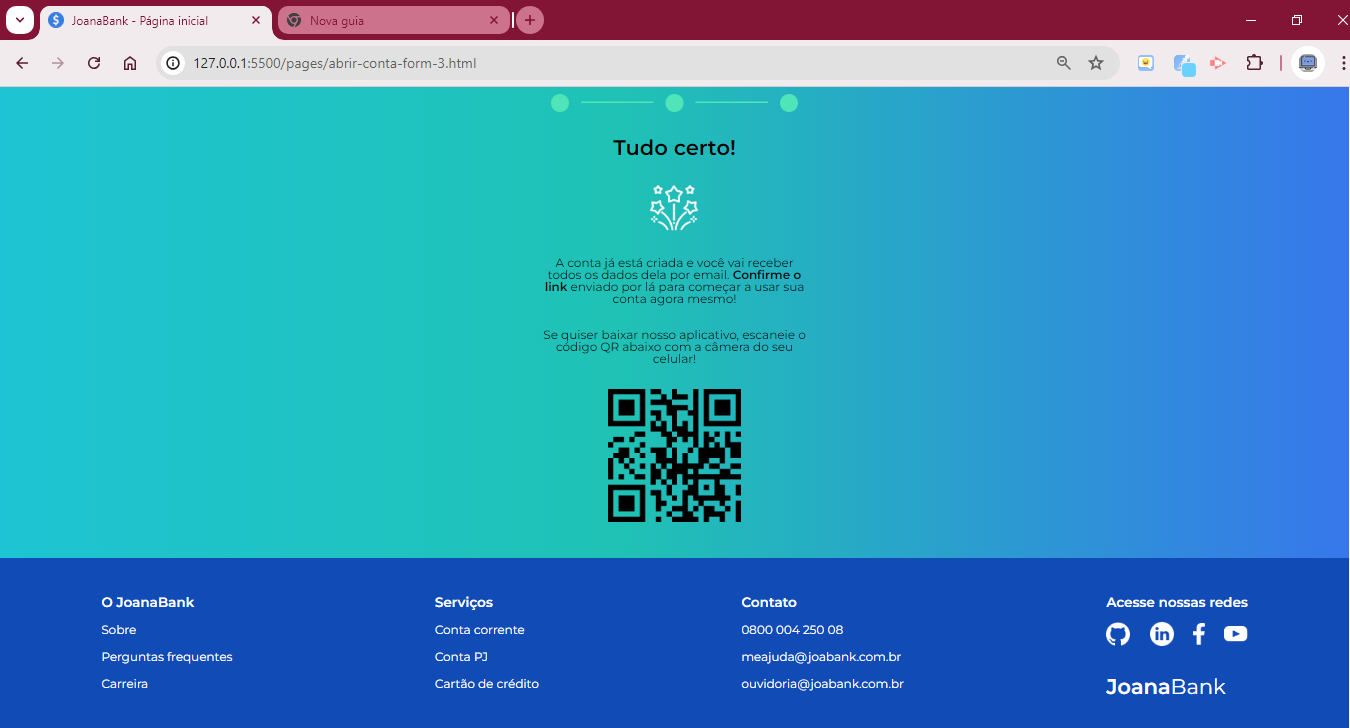 JoanaBank - Página inicial
Nova guia
127.0.0.1:5500/pages/abrir-conta-form-3.html
Tudo certo!
A conta já está criada e você vai receber
todos os dados dela por email. Confirme o
link enviado por lá para começar a usar sua
conta agora mesmo!
Se quiser baixar nosso aplicativo, escaneie o
código QR abaixo com a câmera do seu
celular!
O JoanaBank
Sobre
Perguntas frequentes
Carreira
Serviços
Conta corrente
Conta PJ
Cartão de crédito
Contato
0800 004 250 08
meajuda@joabank.com.br
ouvidoria@joabank.com.br
Acesse nossas redes
JoanaBank